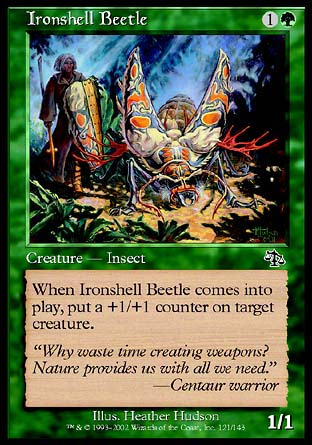 Ironshell Beetle 1
Creature — Insect
When Ironshell Beetle comes into
play, put a +1/+1 counter on target
creature.
“Why waste time creating weapons?
Nature provides us with all we need.”
—Centaur warrior
1/1
Illus. Heather Hudson
™ & © 1993-2002 Wizards of the Coast, Inc. 121/143